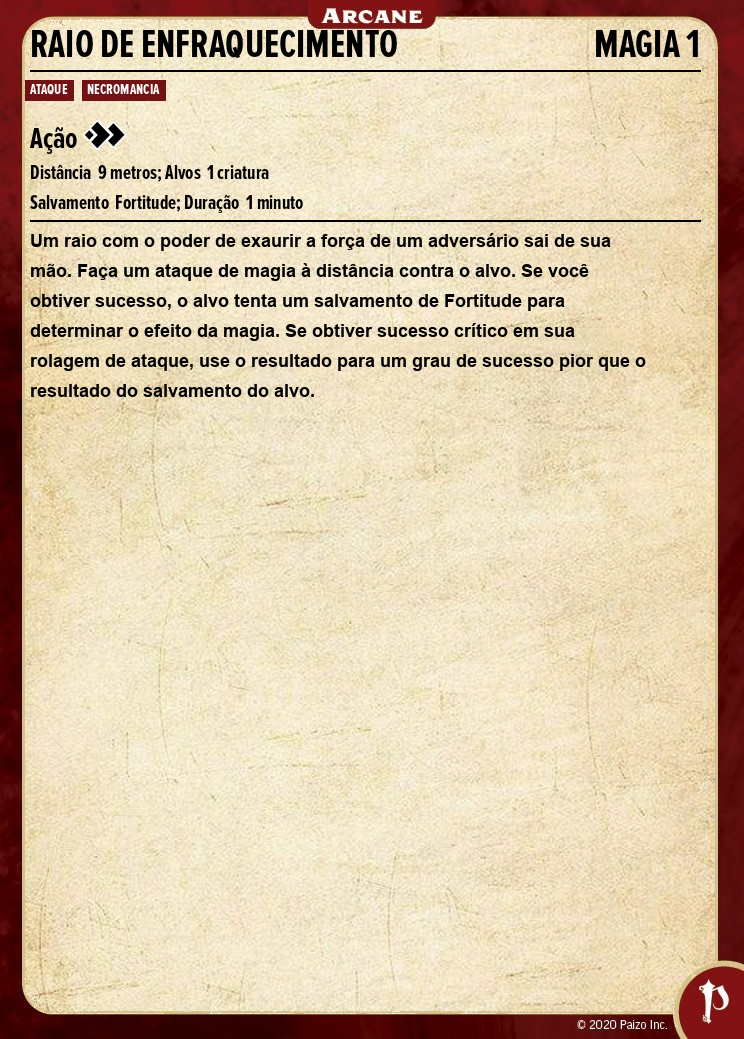 ARCANE
RAIO DE ENFRAQUECIMENTO MAGIA 1
ATAQUE NECROMANCIA
Ação
Distância 9 metros; Alvos 1 criatura
Salvamento Fortitude; Duração 1 minuto
Um raio com o poder de exaurir a força de um adversário sai de sua
mão. Faça um ataque de magia à distância contra o alvo. Se você
obtiver sucesso, o alvo tenta um salvamento de Fortitude para
determinar o efeito da magia. Se obtiver sucesso crítico em sua
rolagem de ataque, use o resultado para um grau de sucesso pior que o
resultado do salvamento do alvo.
© 2020 Paizo Inc.
P